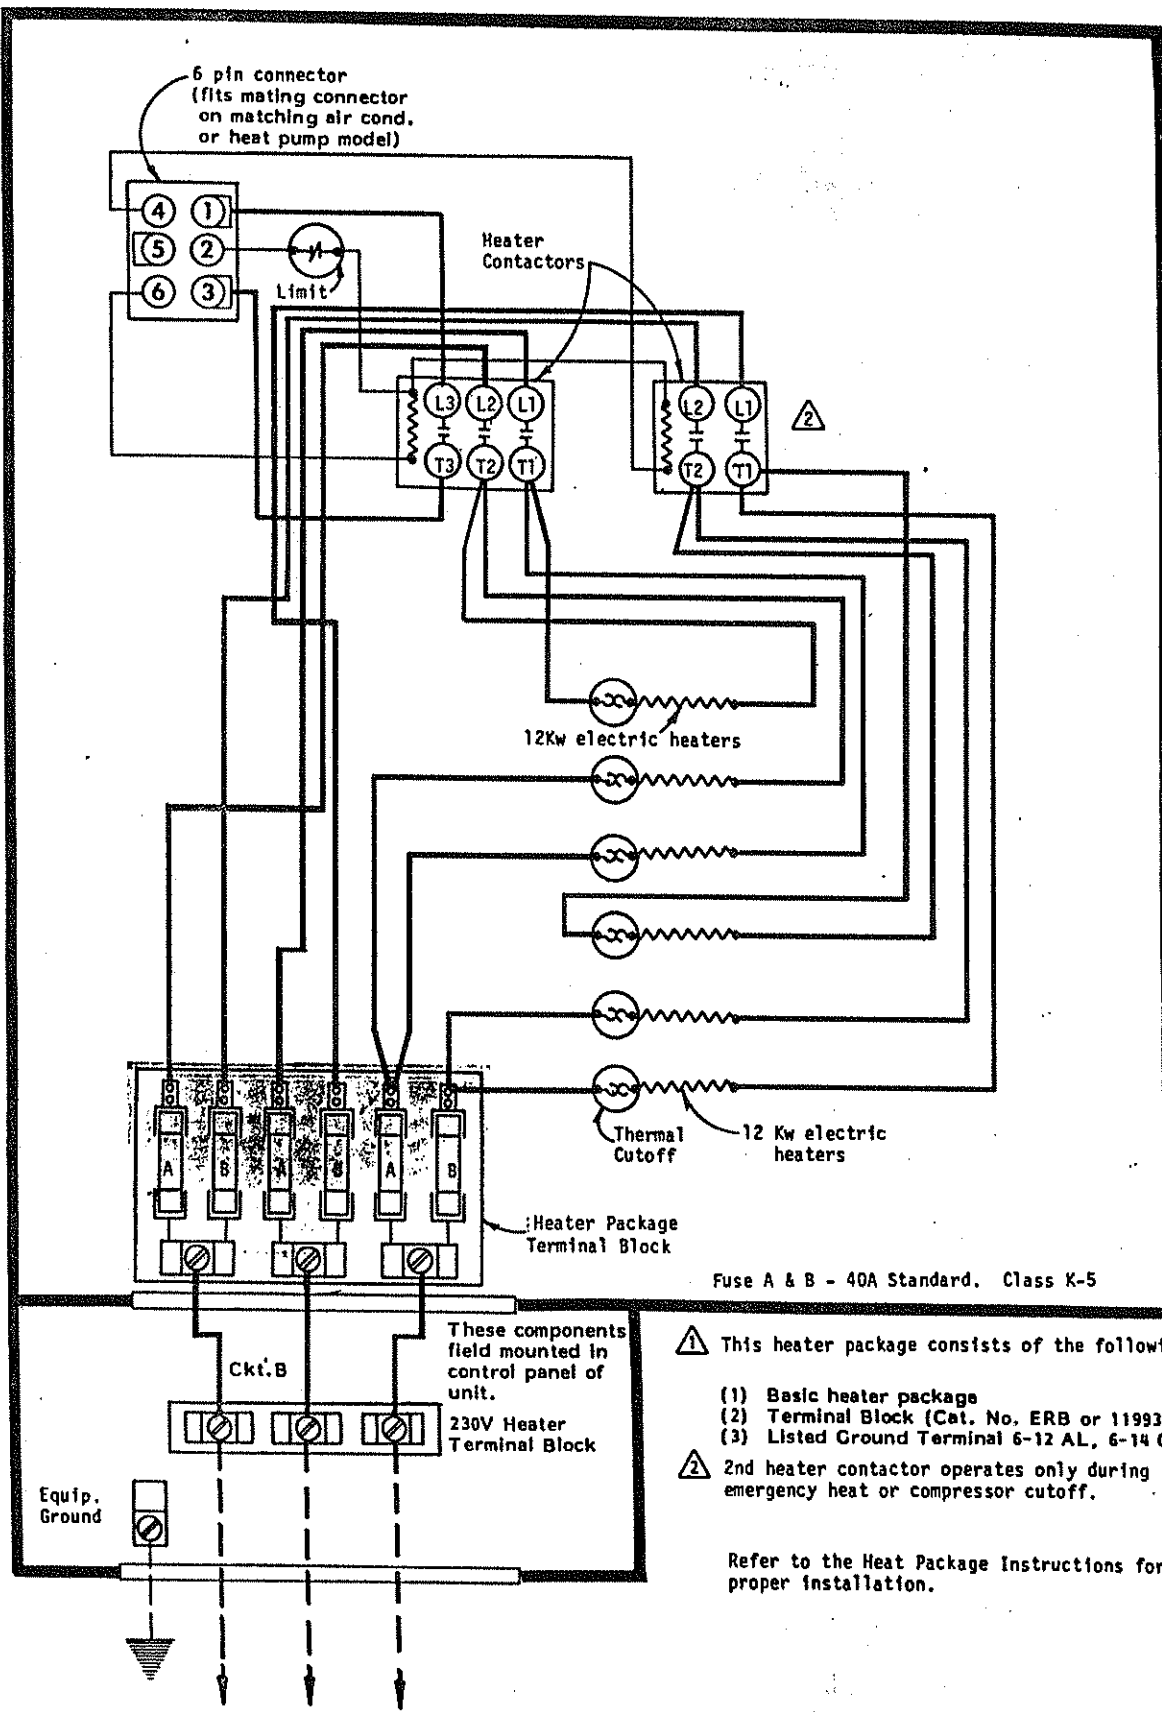 6 pin connector
(fits mating connector
on matching air cond.
or heat pump model)
4 1
5 2
6 3
Limit
Heater
Contactors
L3 L2 L1
T3 T2 T1
L2 L1
T2 T1
2
12Kw electric heaters
Thermal
Cutoff
12 Kw electric
heaters
A B A B A B
Heater Package
Terminal Block
Fuse A & B - 40A Standard. Class K-5
These components
field mounted in
control panel of
unit.
Ckt.B
230V Heater
Terminal Block
Equip.
Ground
1 This heater package consists of the followi
(1) Basic heater package
(2) Terminal Block (Cat. No. ERB or 11993
(3) Listed Ground Terminal 6-12 AL, 6-14
2 2nd heater contactor operates only during
emergency heat or compressor cutoff.
Refer to the Heat Package Instructions for
proper installation.